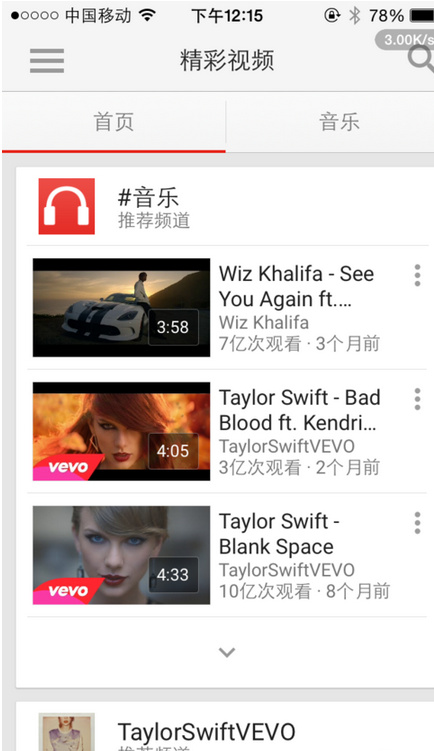 中国移动 下午12:15 78%
3.00K/s
精彩视频
首页 音乐
#音乐
推荐频道
3:58
Wiz Khalifa - See
You Again ft....
Wiz Khalifa
7亿次观看 · 3个月前
vevo
4:05
Taylor Swift - Bad
Blood ft. Kendri...
TaylorSwiftVEVO
3亿次观看 · 2个月前
vevo
4:33
Taylor Swift -
Blank Space
TaylorSwiftVEVO
10亿次观看 · 8个月前
TaylorSwiftVEVO
推荐频道